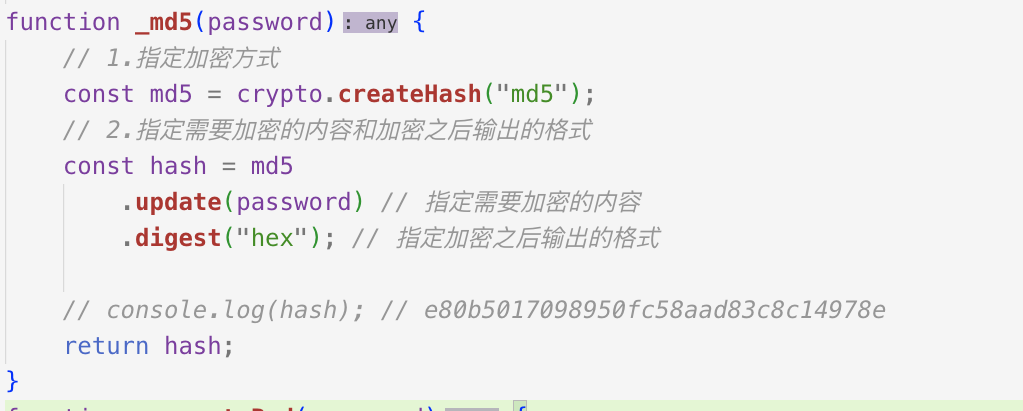 function _md5(password): any {
// 1.指定加密方式
const md5 = crypto.createHash("md5");
// 2.指定需要加密的内容和加密之后输出的格式
const hash = md5
.update(password) // 指定需要加密的内容
.digest("hex"); // 指定加密之后输出的格式
// console.log(hash); // e80b5017098950fc58aad83c8c14978e
return hash;
}